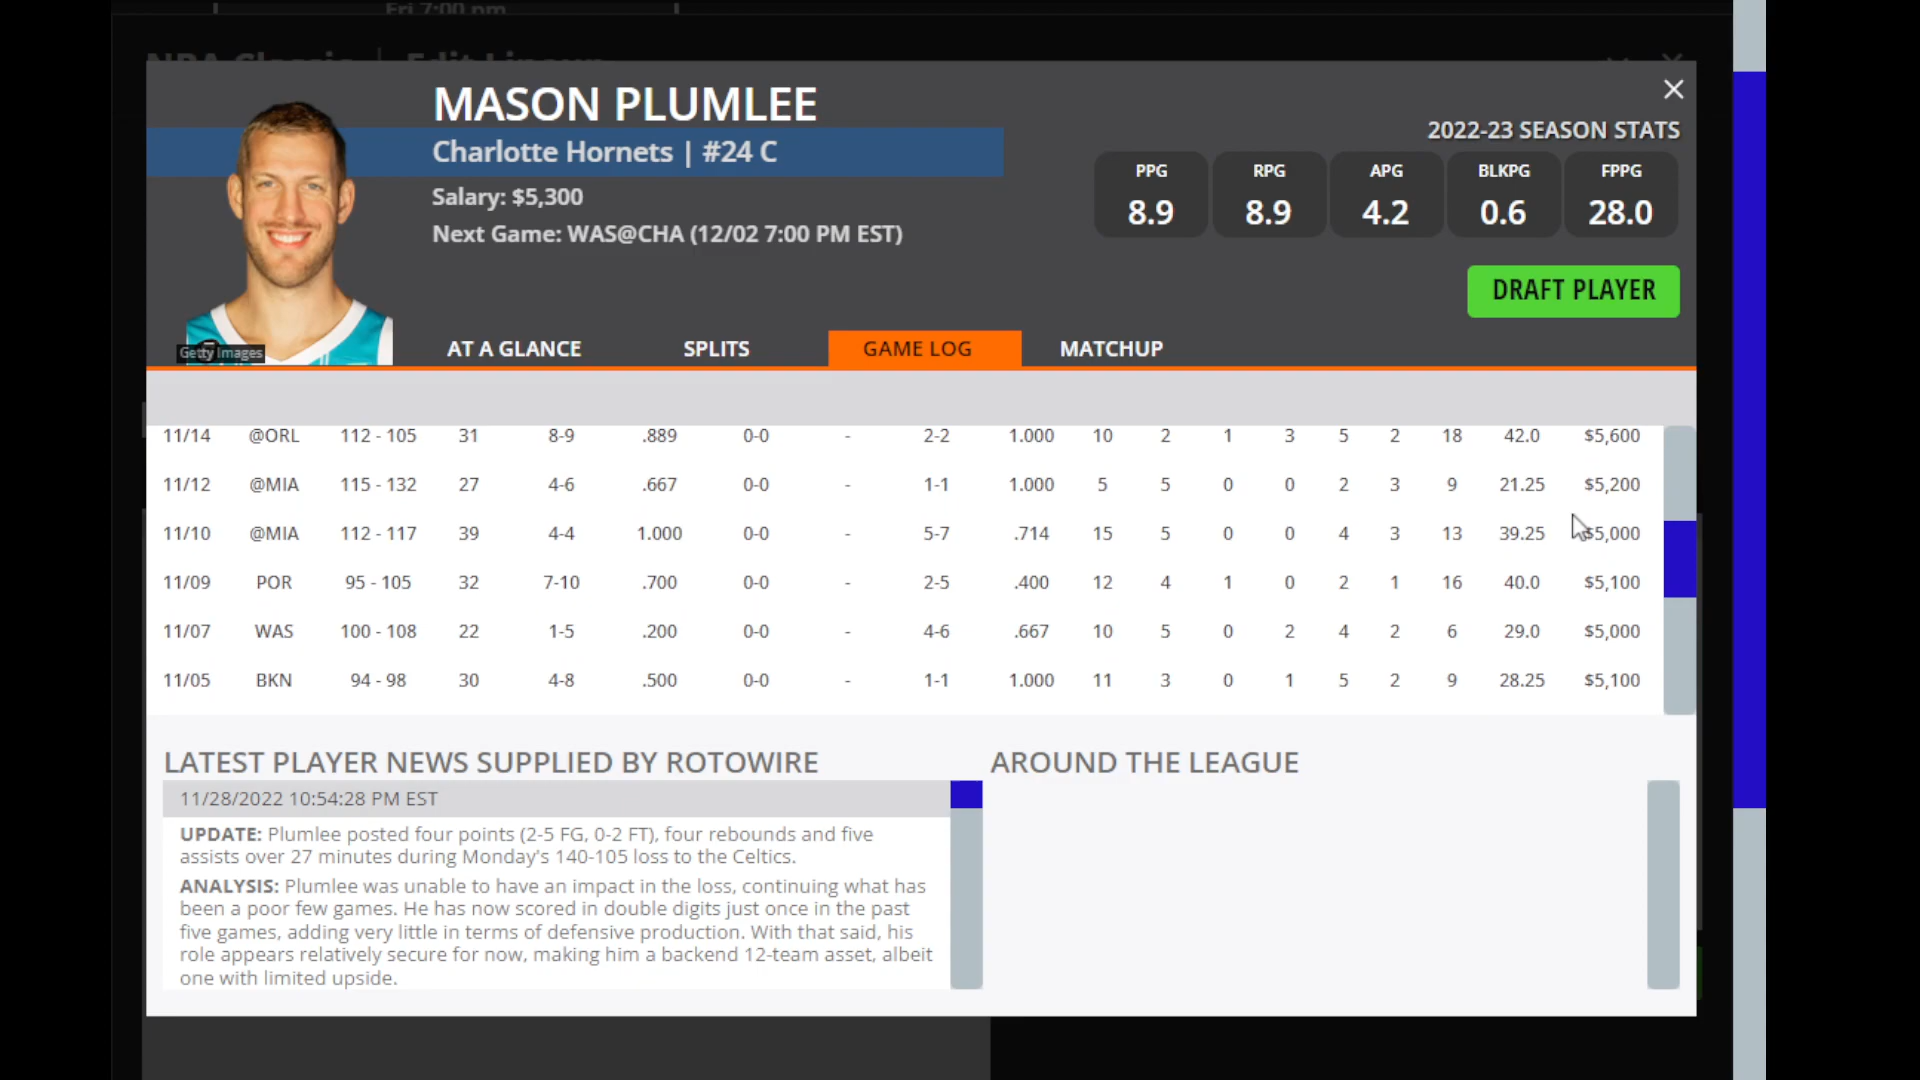 Fri 7:00 pm
NBA Classic | Edit Lineup
MASON PLUMLEE
Charlotte Hornets | #24 C
Salary: $5,300
Next Game: WAS@CHA (12/02 7:00 PM EST)
2022-23 SEASON STATS
PPG RPG APG BLKPG FPPG
8.9 8.9 4.2 0.6 28.0
DRAFT PLAYER
Getty Images
AT A GLANCE SPLITS GAME LOG MATCHUP
11/14 @ORL 112 - 105 31 8-9 .889 0-0 - 2-2 1.000 10 2 1 3 5 2 18 42.0 $5,600
11/12 @MIA 115 - 132 27 4-6 .667 0-0 - 1-1 1.000 5 5 0 0 2 3 9 21.25 $5,200
11/10 @MIA 112 - 117 39 4-4 1.000 0-0 - 5-7 .714 15 5 0 0 4 3 13 39.25 $5,000
11/09 POR 95 - 105 32 7-10 .700 0-0 - 2-5 .400 12 4 1 0 2 1 16 40.0 $5,100
11/07 WAS 100 - 108 22 1-5 .200 0-0 - 4-6 .667 10 5 0 2 4 2 6 29.0 $5,000
11/05 BKN 94 - 98 30 4-8 .500 0-0 - 1-1 1.000 11 3 0 1 5 2 9 28.25 $5,100
LATEST PLAYER NEWS SUPPLIED BY ROTOWIRE
11/28/2022 10:54:28 PM EST
UPDATE: Plumlee posted four points (2-5 FG, 0-2 FT), four rebounds and five
assists over 27 minutes during Monday's 140-105 loss to the Celtics.
ANALYSIS: Plumlee was unable to have an impact in the loss, continuing what has
been a poor few games. He has now scored in double digits just once in the past
five games, adding very little in terms of defensive production. With that said, his
role appears relatively secure for now, making him a backend 12-team asset, albeit
one with limited upside.
AROUND THE LEAGUE